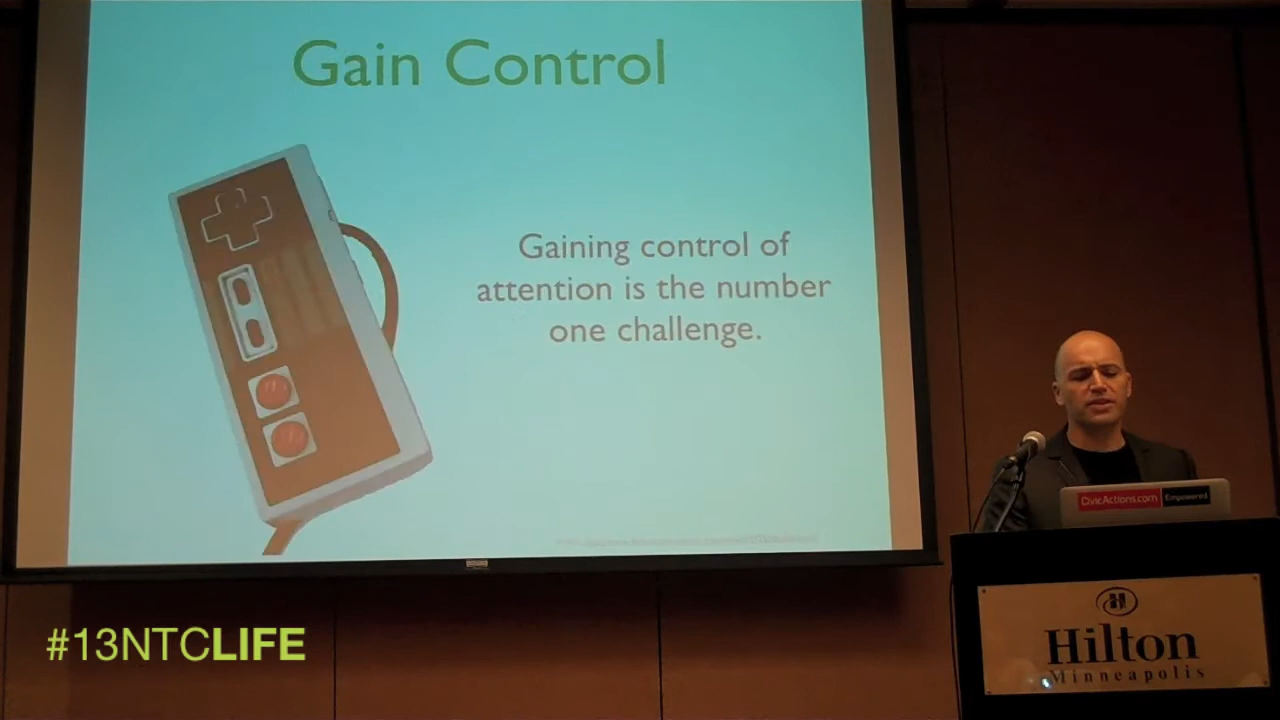 Gain Control
Gaining control of
attention is the number
one challenge.
CivicActions.com Empowered
#13NTCLIFE
Hilton
Minneapolis